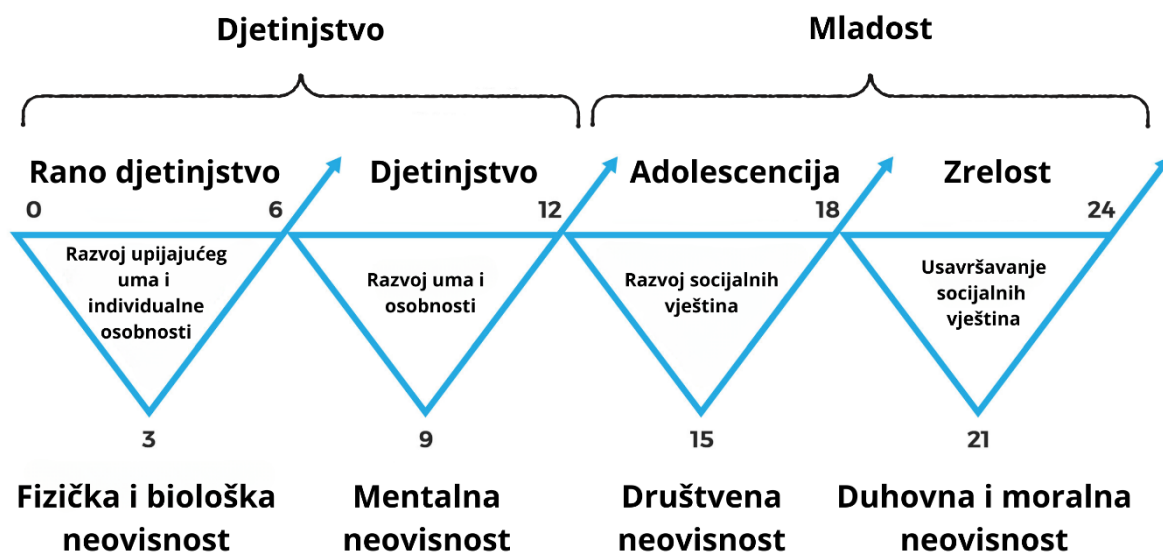 Djetinjstvo
Mladost
Rano djetinjstvo
Djetinjstvo
Adolescencija
Zrelost
0
6
12
18
24
Razvoj upijajućeg
uma i
individualne
osobnosti
Razvoj uma i
osobnosti
Razvoj socijalnih
vještina
Usavršavanje
socijalnih
vještina
3
9
15
21
Fizička i biološka
neovisnost
Mentalna
neovisnost
Društvena
neovisnost
Duhovna i moralna
neovisnost